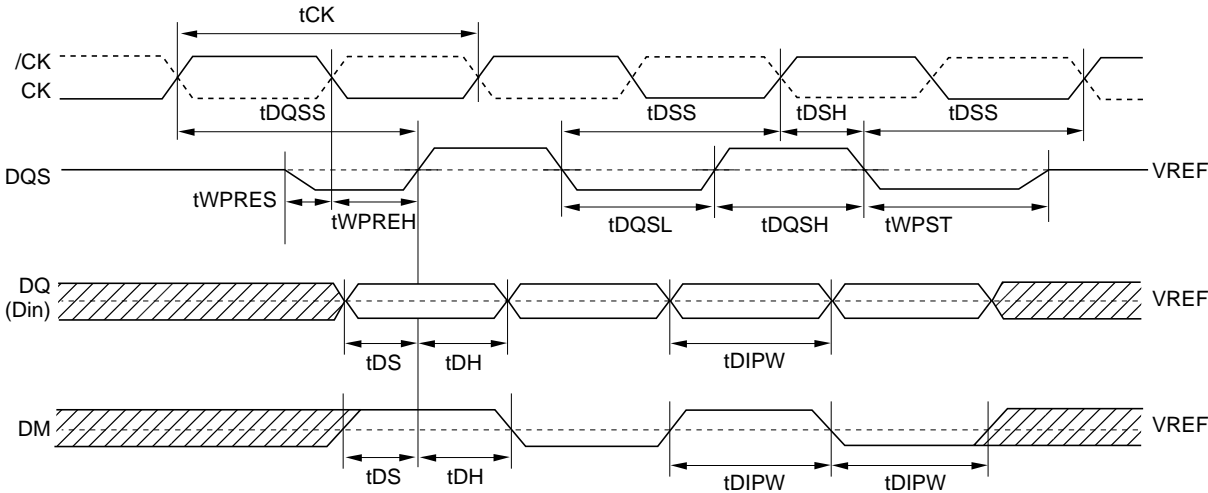 tCK
/CK
CK
tDQSS
tDSS
tDSH
tDSS
DQS
VREF
tWPRES
tWPREH
tDQSL
tDQSH
tWPST
DQ
(Din)
VREF
tDS
tDH
tDIPW
DM
VREF
tDS
tDH
tDIPW
tDIPW